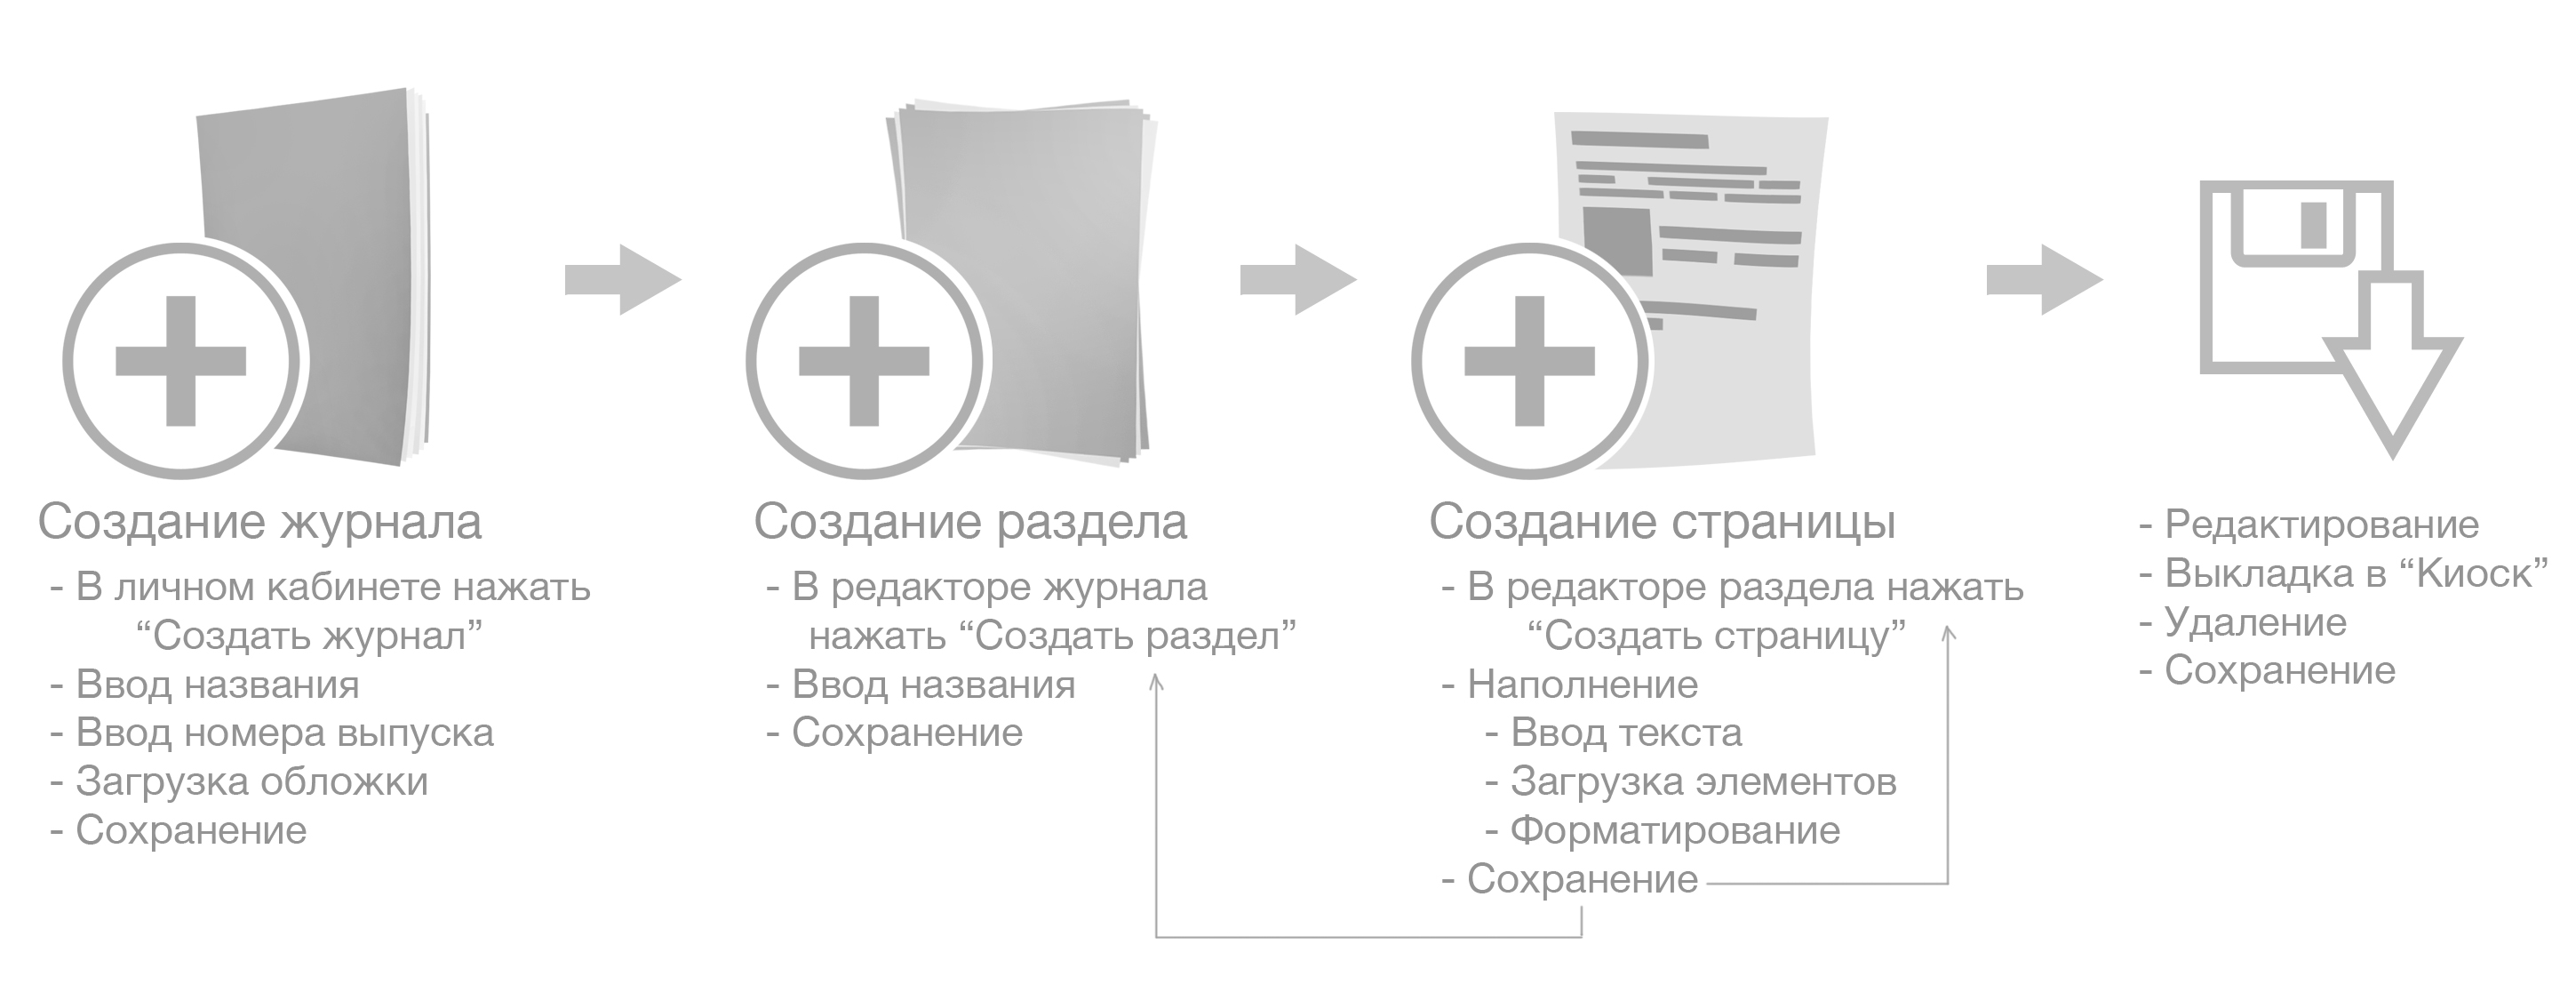 Создание журнала
- В личном кабинете нажать
“Создать журнал”
- Ввод названия
- Ввод номера выпуска
- Загрузка обложки
- Сохранение
Создание раздела
- В редакторе журнала
нажать “Создать раздел”
- Ввод названия
- Сохранение
Создание страницы
- В редакторе раздела нажать
“Создать страницу”
- Наполнение
- Ввод текста
- Загрузка элементов
- Форматирование
- Сохранение
- Редактирование
- Выкладка в “Киоск”
- Удаление
- Сохранение